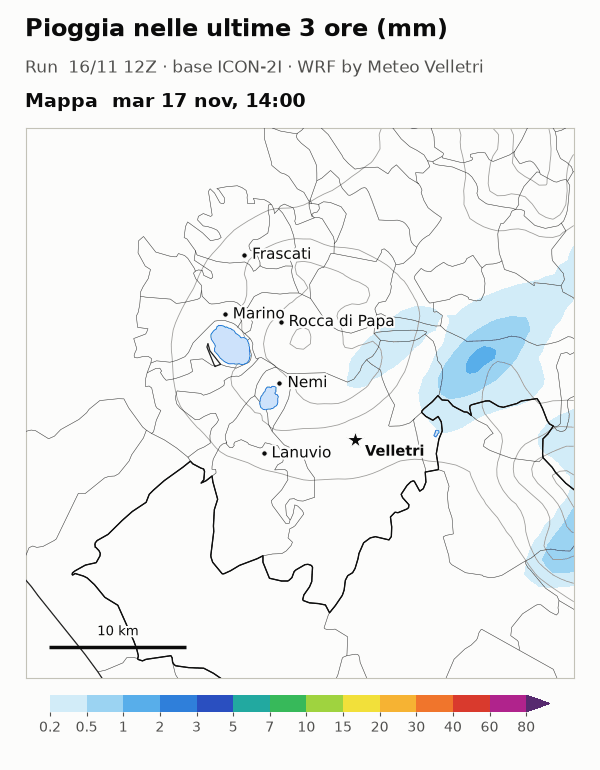 Pioggia nelle ultime 3 ore (mm)
Run  16/11 12Z · base ICON-2I · WRF by Meteo Velletri
Mappa  mar 17 nov, 14:00
Frascati
Marino
Rocca di Papa
Nemi
Velletri
Lanuvio
10 km
0.2 0.5 1 2 3 5 7 10 15 20 30 40 60 80